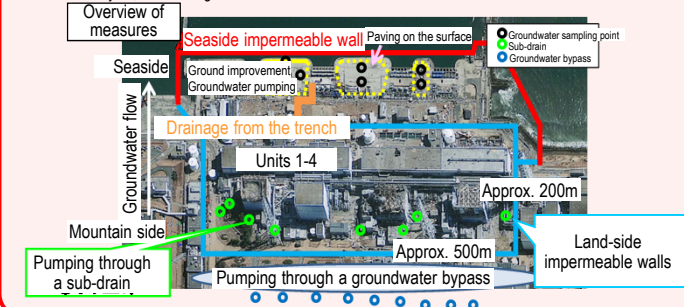 Overview of
measures
Seaside impermeable wall
Paving on the surface
Groundwater sampling point
Sub-drain
Groundwater bypass
Seaside
Ground improvement
Groundwater pumping
Groundwater flow
Drainage from the trench
Units 1-4
Approx. 200m
Mountain side
Approx. 500m
Land-side
impermeable walls
Pumping through
a sub-drain
Pumping through a groundwater bypass